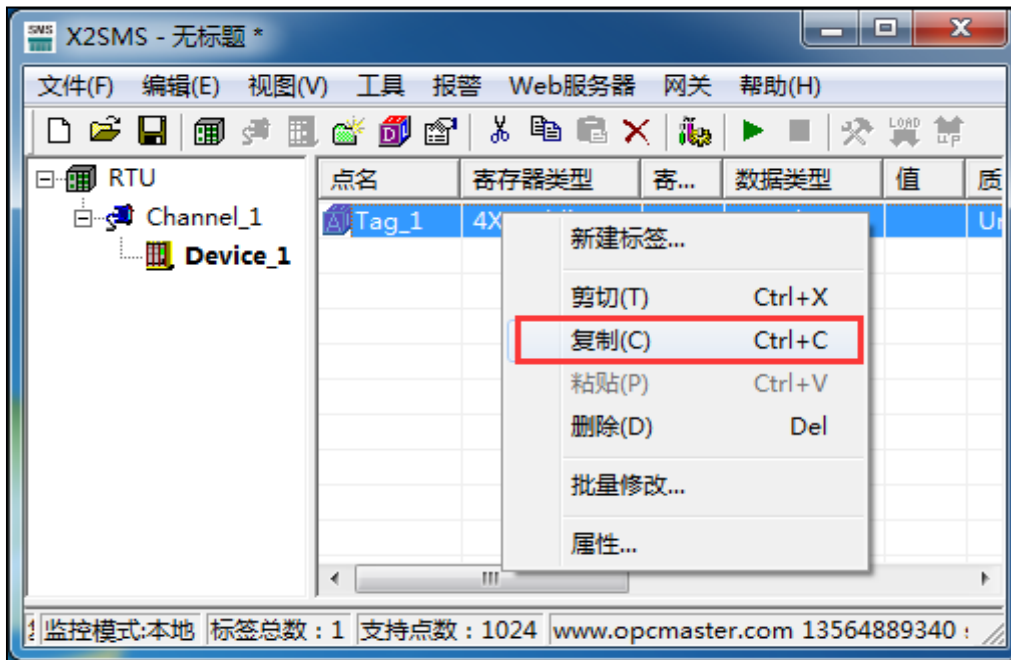 SMS X2SMS - 无标题 *
文件(F) 编辑(E) 视图(V) 工具 报警 Web服务器 网关 帮助(H)
LOAD UP
RTU
Channel_1
Device_1
点名 寄存器类型 寄... 数据类型 值 质
Tag_1 4X
新建标签...
剪切(T) Ctrl+X
复制(C) Ctrl+C
粘贴(P) Ctrl+V
删除(D) Del
批量修改...
属性...
监控模式:本地 标签总数:1 支持点数:1024 www.opcmaster.com 13564889340